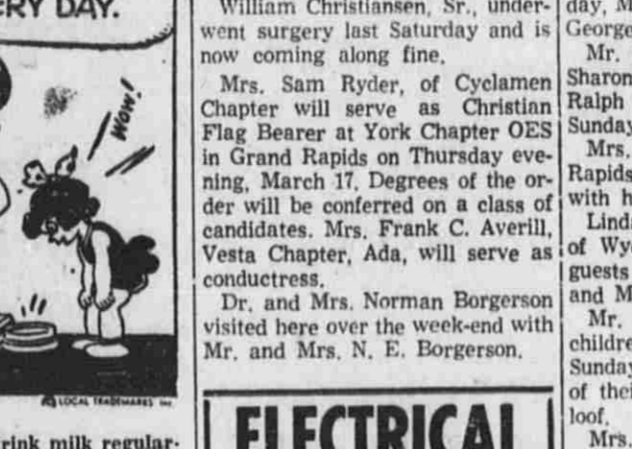 ERY DAY.
WOW!
LOCAL TRADEMARKS Inc.
rink milk regular-
William Christiansen, Sr., under-
went surgery last Saturday and is
now coming along fine.
Mrs. Sam Ryder, of Cyclamen
Chapter will serve as Christian
Flag Bearer at York Chapter OES
in Grand Rapids on Thursday eve-
ning, March 17. Degrees of the or-
der will be conferred on a class of
candidates. Mrs. Frank C. Averill,
Vesta Chapter, Ada, will serve as
conductress.
Dr. and Mrs. Norman Borgerson
visited here over the week-end with
Mr. and Mrs. N. E. Borgerson.
ELECTRICAL
day, M
George
Mr.
Sharon
Ralph
Sunday
Mrs.
Rapids
with h
Lind
of Wy
guests
and M
Mr.
childre
Sunday
of thei
loof.
Mrs.